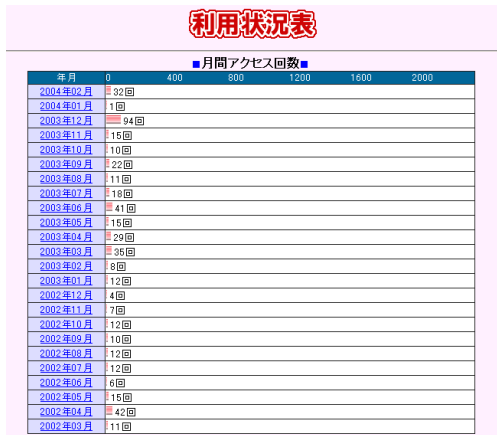 利用状況表
■月間アクセス回数■
年月 0 400 800 1200 1600 2000
2004年02月 32回
2004年01月 1回
2003年12月 94回
2003年11月 15回
2003年10月 10回
2003年09月 22回
2003年08月 11回
2003年07月 18回
2003年06月 41回
2003年05月 15回
2003年04月 29回
2003年03月 35回
2003年02月 8回
2003年01月 12回
2002年12月 4回
2002年11月 7回
2002年10月 12回
2002年09月 10回
2002年08月 12回
2002年07月 12回
2002年06月 6回
2002年05月 15回
2002年04月 42回
2002年03月 11回